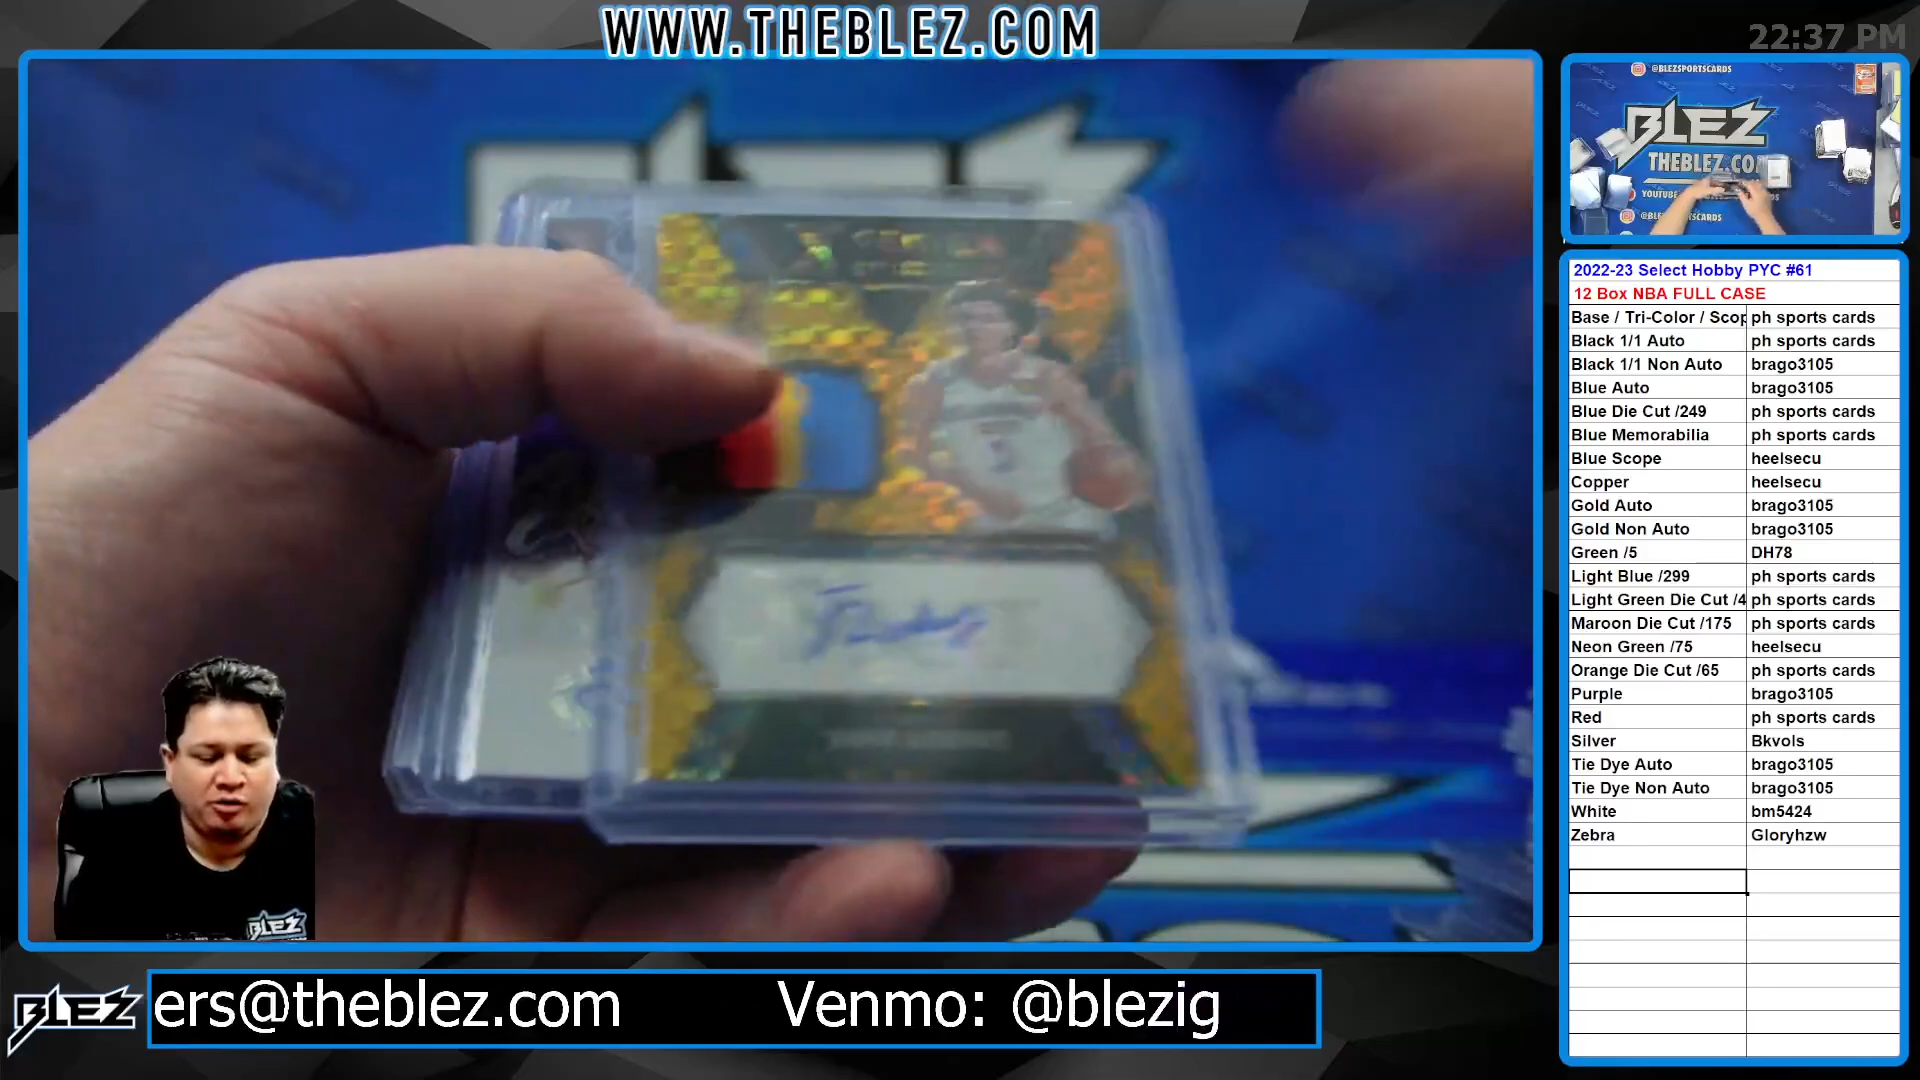 WWW.THEBLEZ.COM
22:37 PM
@BLEZSPORTSCARDS
BLEZ
THEBLEZ.CO
YOUTUBE
2022-23 Select Hobby PYC #61
12 Box NBA FULL CASE
Base / Tri-Color / Scop ph sports cards
Black 1/1 Auto ph sports cards
Black 1/1 Non Auto brago3105
Blue Auto brago3105
Blue Die Cut /249 ph sports cards
Blue Memorabilia ph sports cards
Blue Scope heelsecu
Copper heelsecu
Gold Auto brago3105
Gold Non Auto brago3105
Green /5 DH78
Light Blue /299 ph sports cards
Light Green Die Cut /4 ph sports cards
Maroon Die Cut /175 ph sports cards
Neon Green /75 heelsecu
Orange Die Cut /65 ph sports cards
Purple brago3105
Red ph sports cards
Silver Bkvols
Tie Dye Auto brago3105
Tie Dye Non Auto brago3105
White bm5424
Zebra Gloryhzw
BLEZ
BLEZ
ers@theblez.com Venmo: @blezig